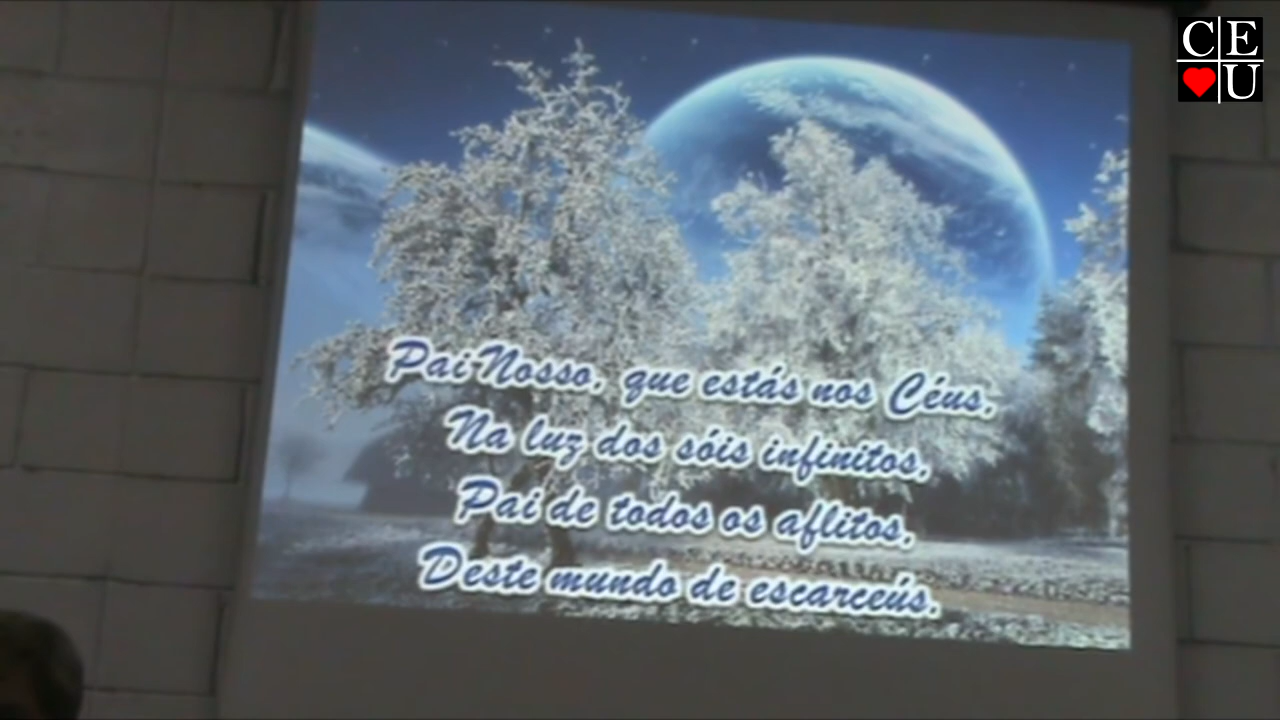 CE
U
Pai Nosso, que estás nos Céus,
Na luz dos sóis infinitos,
Pai de todos os aflitos,
Deste mundo de escarcéus.